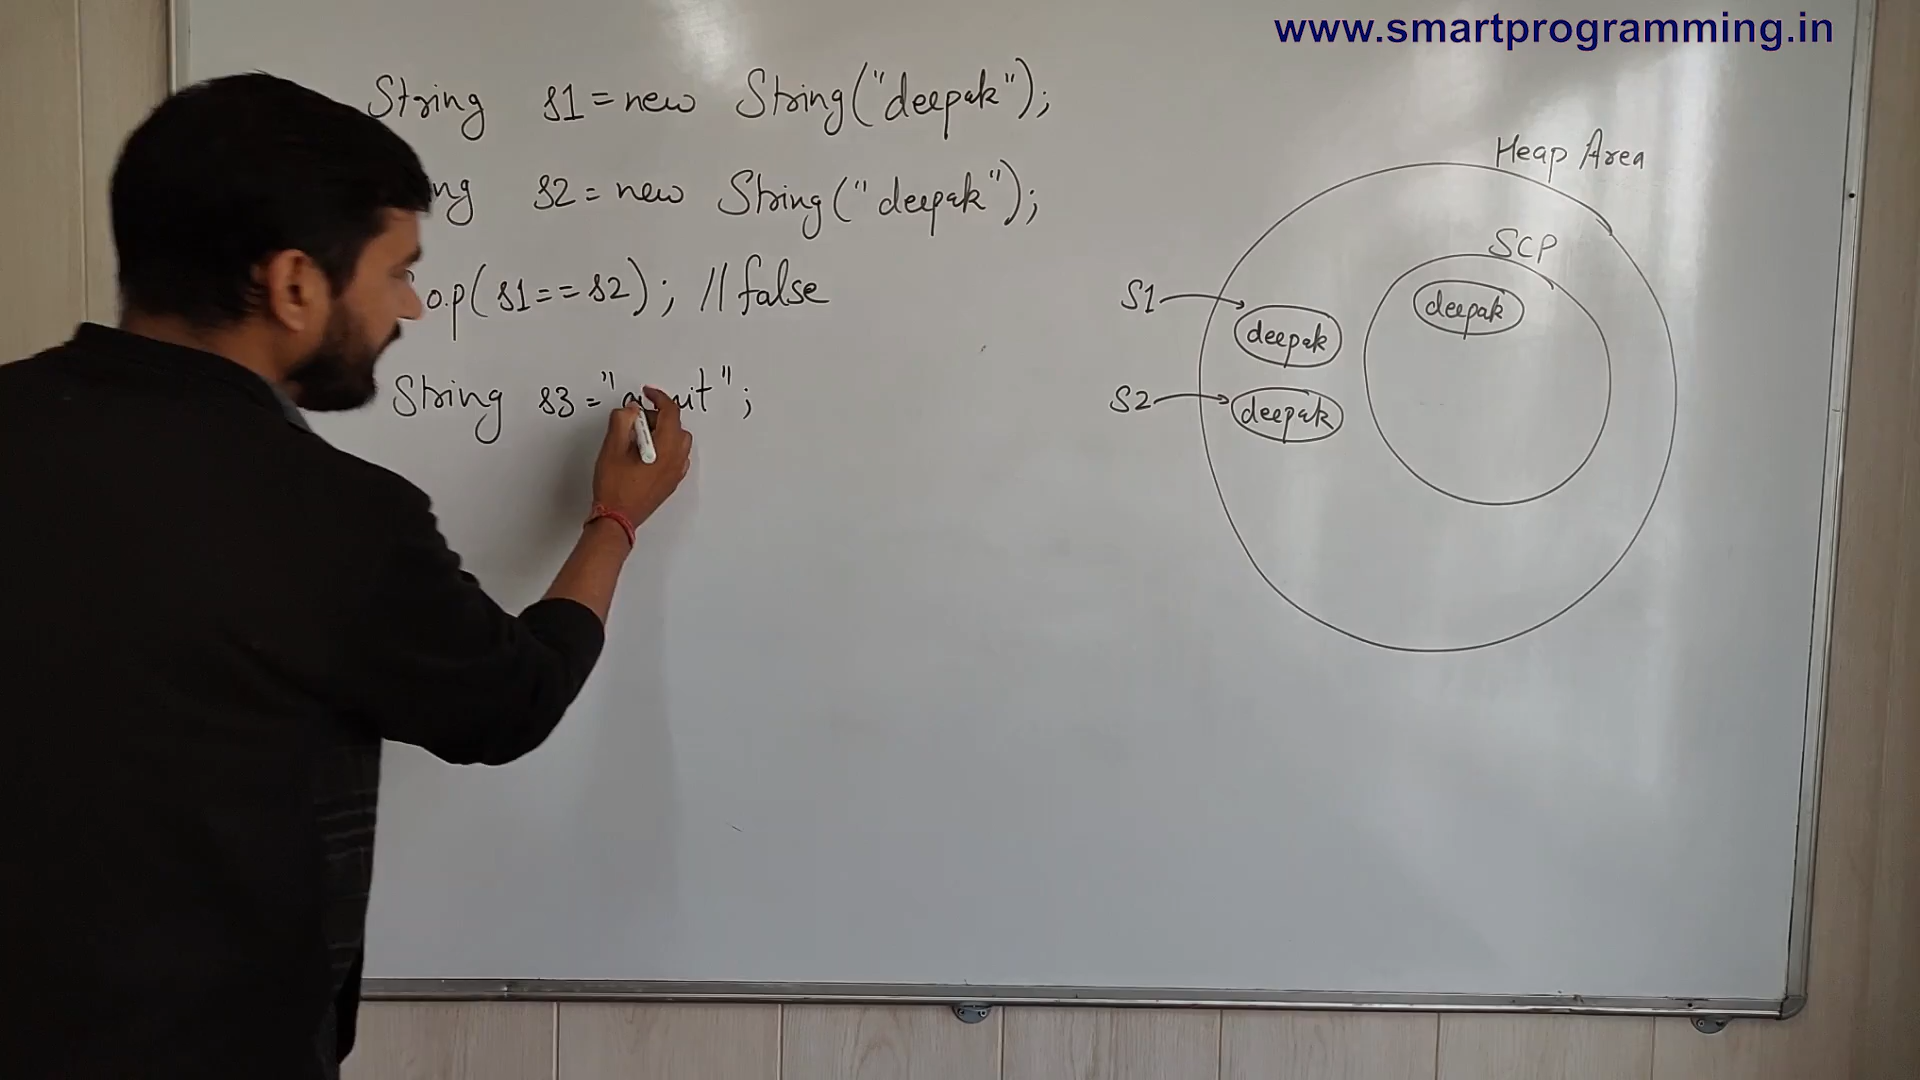 www.smartprogramming.in
String s1 = new String("deepak");
s2 = new String("deepak");
o.p(s1==s2); //false
String s3 = " ";
Heap Area
SCP
deepak
S1
deepak
S2
deepak